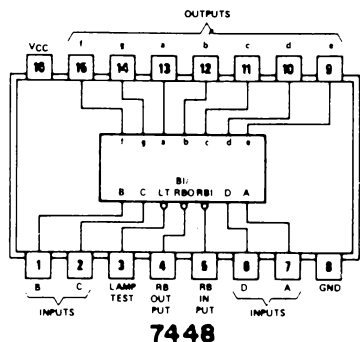 OUTPUTS
VCC f g a b c d e
16 15 14 13 12 11 10 9
f g a b c d e
BI/
B C LT RBO RBI D A
1 2 3 4 5 6 7 8
B C LAMP RB RB D A GND
TEST OUT IN
PUT PUT
INPUTS INPUTS
7448